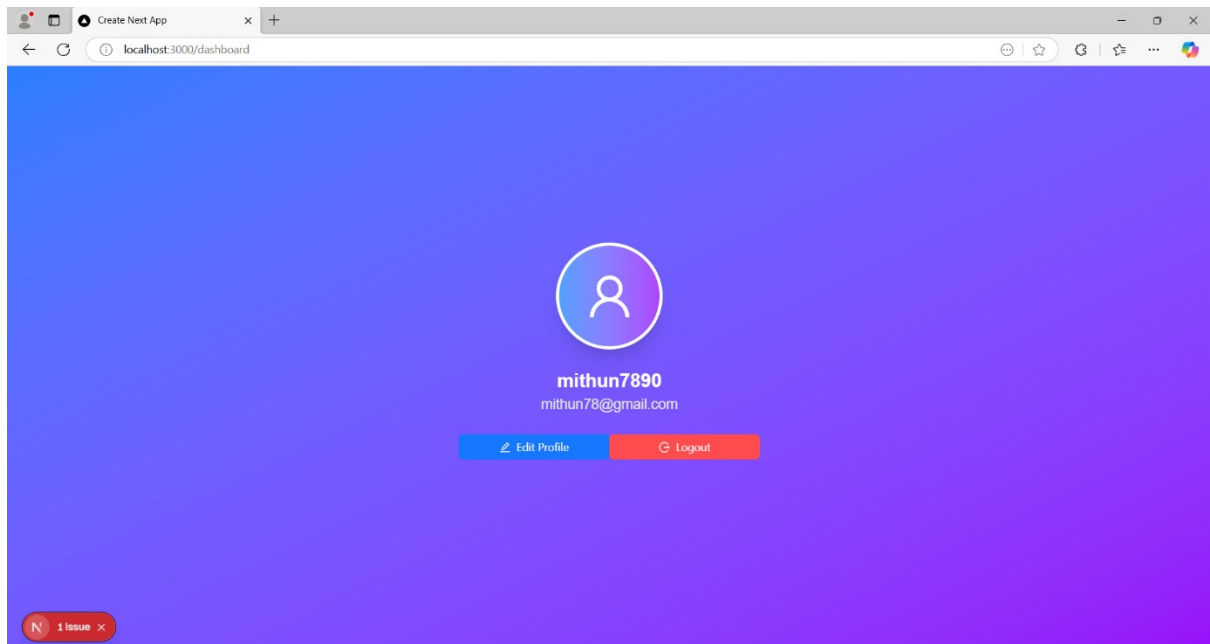 Create Next App
localhost:3000/dashboard
mithun7890
mithun78@gmail.com
Edit Profile
Logout
N 1 Issue